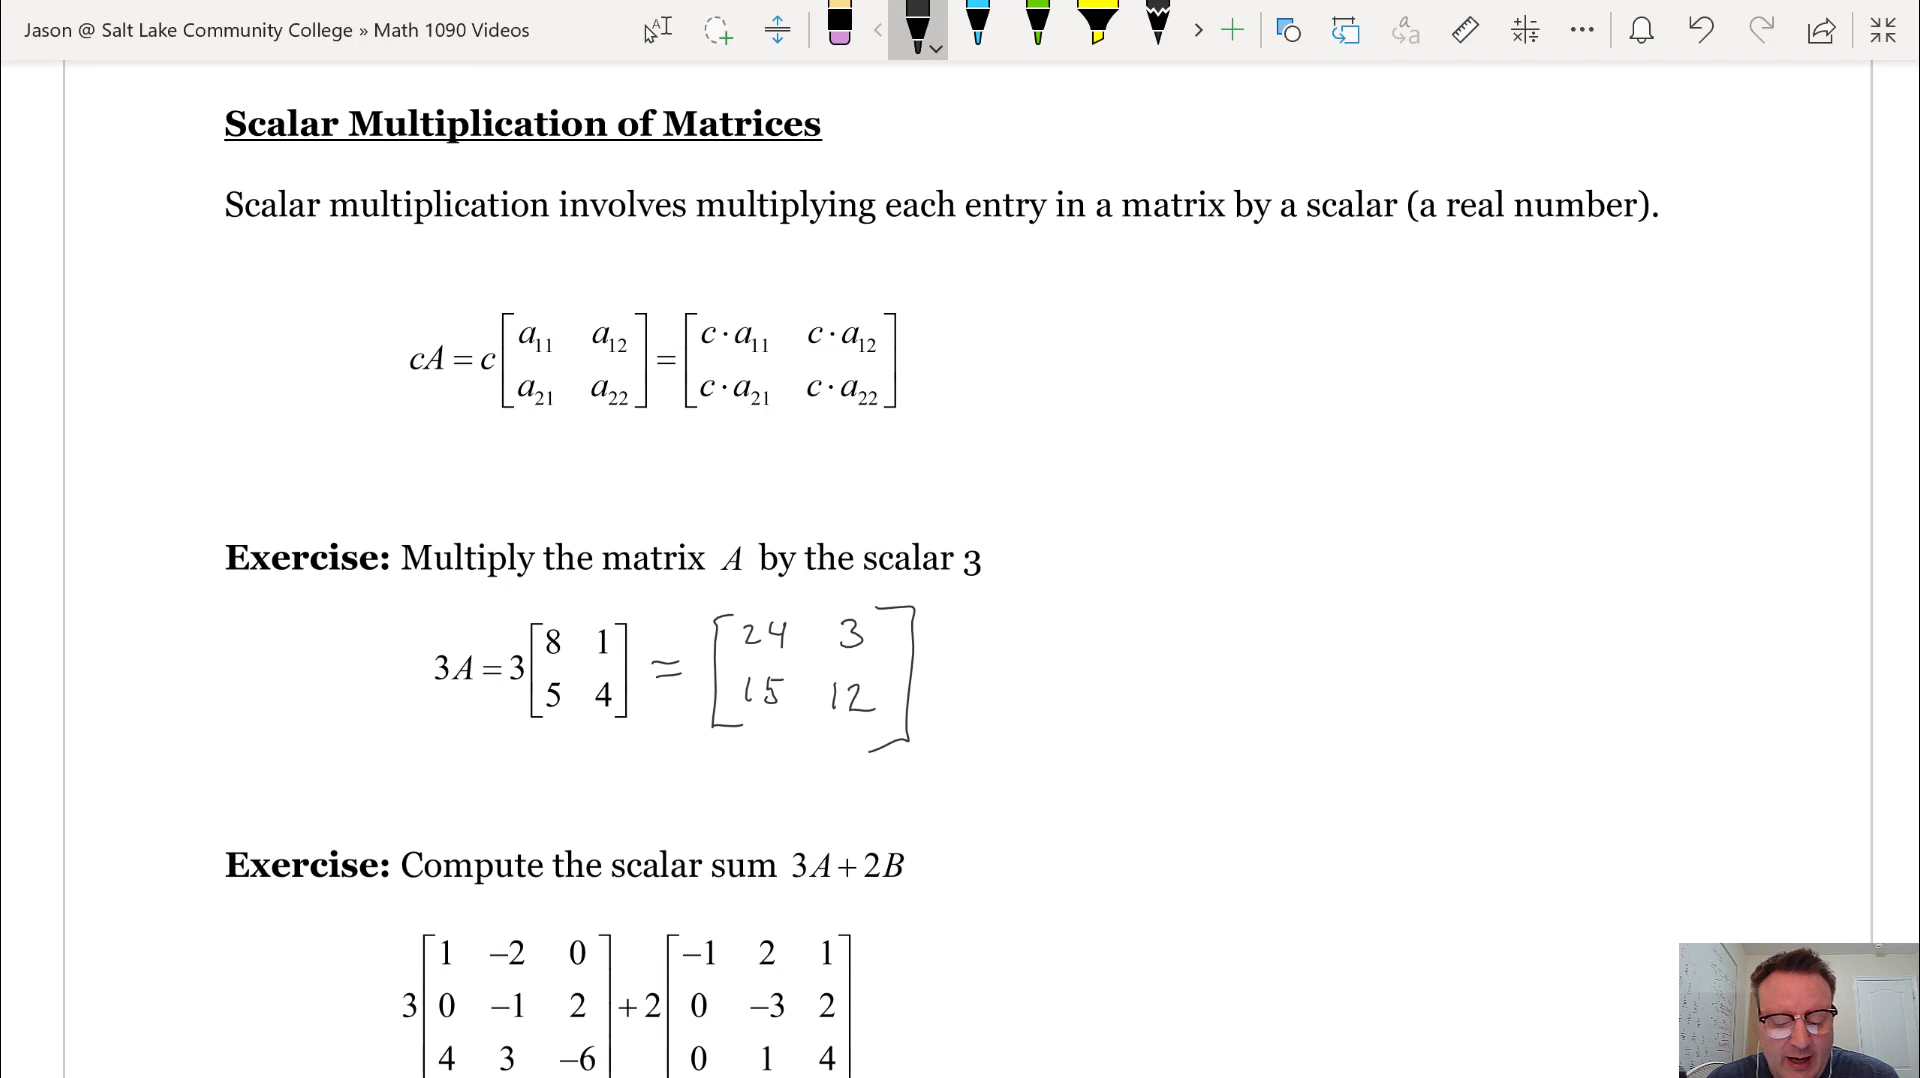 Jason @ Salt Lake Community College » Math 1090 Videos
Scalar Multiplication of Matrices
Scalar multiplication involves multiplying each entry in a matrix by a scalar (a real number).
cA = c [ a11 a12 ] = [ c·a11 c·a12 ]
[ a21 a22 ] [ c·a21 c·a22 ]
Exercise: Multiply the matrix A by the scalar 3
3A = 3 [ 8 1 ] = [ 24 3 ]
[ 5 4 ] [ 15 12 ]
Exercise: Compute the scalar sum 3A+2B
[ 1 −2 0 ] [ −1 2 1 ]
3 [ 0 −1 2 ] +2 [ 0 −3 2 ]
[ 4 3 −6 ] [ 0 1 4 ]